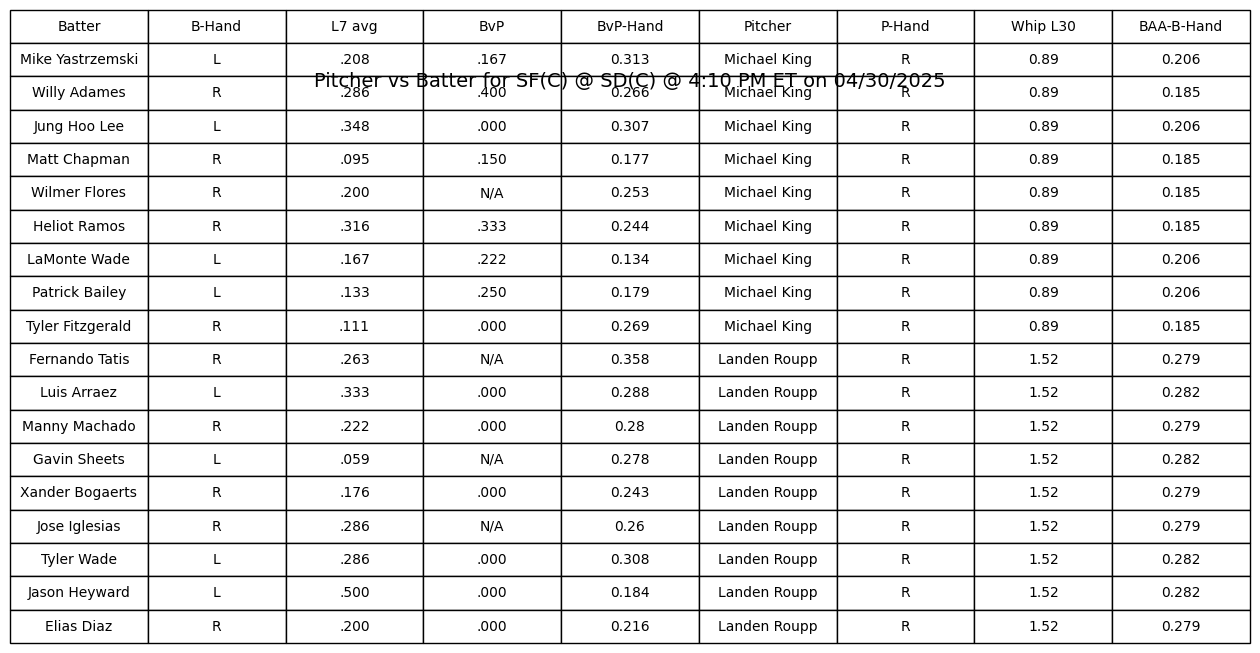 Batter B-Hand L7 avg BvP BvP-Hand Pitcher P-Hand Whip L30 BAA-B-Hand
Mike Yastrzemski L .208 .167 0.313 Michael King R 0.89 0.206
Pitcher vs Batter for SF(C) @ SD(C) @ 4:10 PM ET on 04/30/2025
Willy Adames R .286 .400 0.266 Michael King R 0.89 0.185
Jung Hoo Lee L .348 .000 0.307 Michael King R 0.89 0.206
Matt Chapman R .095 .150 0.177 Michael King R 0.89 0.185
Wilmer Flores R .200 N/A 0.253 Michael King R 0.89 0.185
Heliot Ramos R .316 .333 0.244 Michael King R 0.89 0.185
LaMonte Wade L .167 .222 0.134 Michael King R 0.89 0.206
Patrick Bailey L .133 .250 0.179 Michael King R 0.89 0.206
Tyler Fitzgerald R .111 .000 0.269 Michael King R 0.89 0.185
Fernando Tatis R .263 N/A 0.358 Landen Roupp R 1.52 0.279
Luis Arraez L .333 .000 0.288 Landen Roupp R 1.52 0.282
Manny Machado R .222 .000 0.28 Landen Roupp R 1.52 0.279
Gavin Sheets L .059 N/A 0.278 Landen Roupp R 1.52 0.282
Xander Bogaerts R .176 .000 0.243 Landen Roupp R 1.52 0.279
Jose Iglesias R .286 N/A 0.26 Landen Roupp R 1.52 0.279
Tyler Wade L .286 .000 0.308 Landen Roupp R 1.52 0.282
Jason Heyward L .500 .000 0.184 Landen Roupp R 1.52 0.282
Elias Diaz R .200 .000 0.216 Landen Roupp R 1.52 0.279